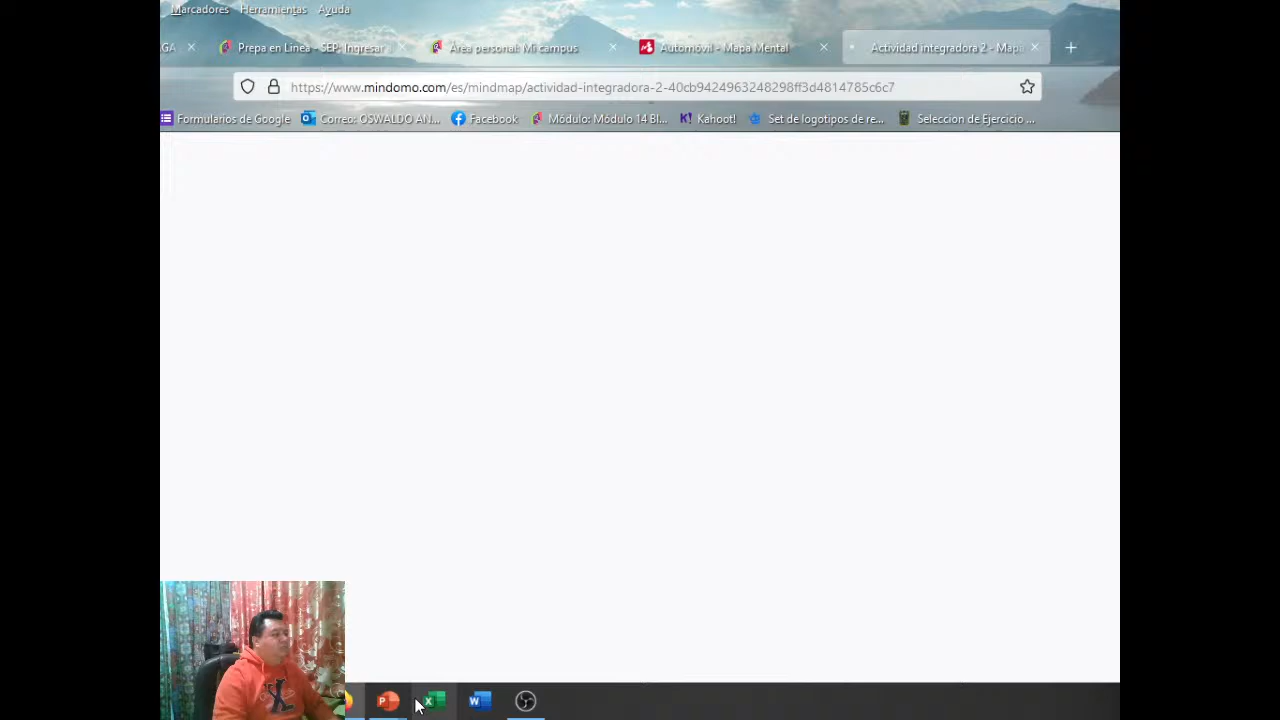 Marcadores Herramientas Ayuda
GA Prepa en Línea - SEP: Ingresar Área personal: Mi campus Automóvil - Mapa Mental Actividad integradora 2 - Mapa
https://www.mindomo.com/es/mindmap/actividad-integradora-2-40cb9424963248298ff3d4814785c6c7
Formularios de Google Correo: OSWALDO AN... Facebook Módulo: Módulo 14 Bl... Kahoot! Set de logotipos de re... Seleccion de Ejercicio ...